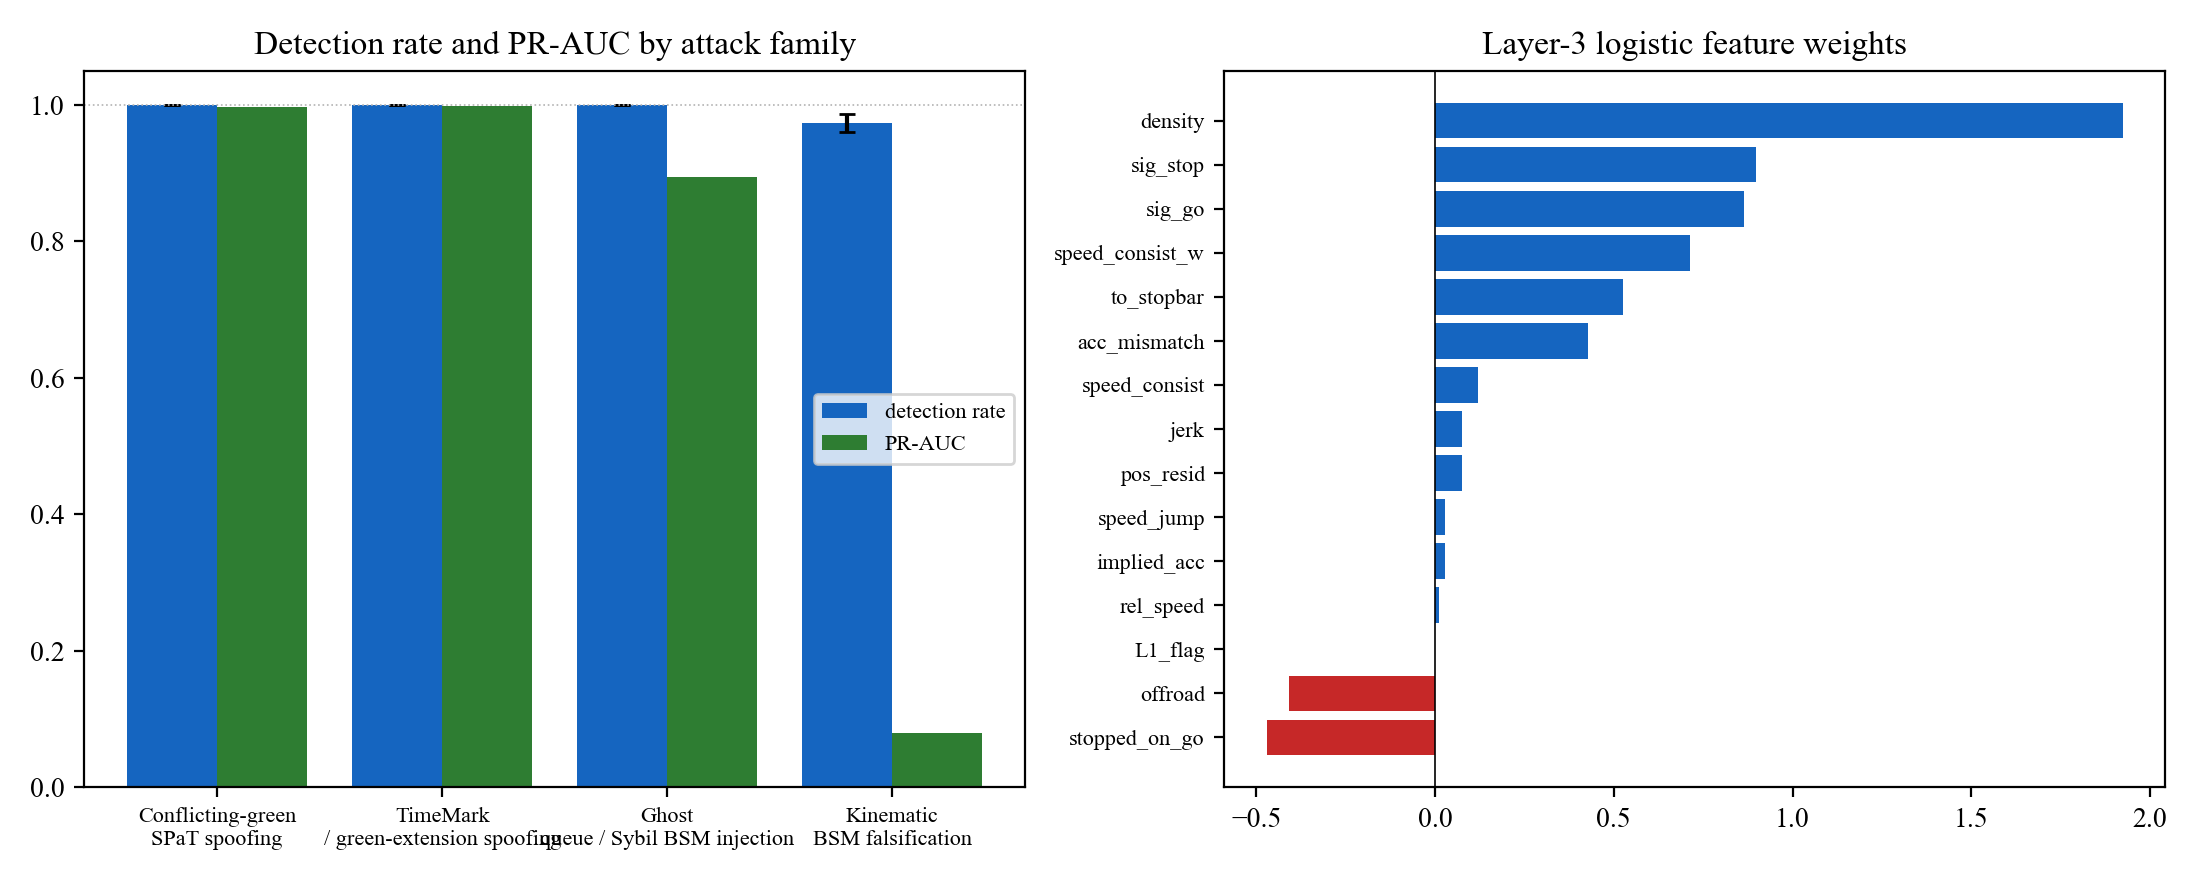 Detection rate and PR-AUC by attack family
1.0
0.8
0.6
0.4
0.2
0.0
detection rate
PR-AUC
Conflicting-green
SPaT spoofing
TimeMark
/ green-extension spoofing
Ghost
queue / Sybil BSM injection
Kinematic
BSM falsification
Layer-3 logistic feature weights
density
sig_stop
sig_go
speed_consist_w
to_stopbar
acc_mismatch
speed_consist
jerk
pos_resid
speed_jump
implied_acc
rel_speed
L1_flag
offroad
stopped_on_go
−0.5
0.0
0.5
1.0
1.5
2.0